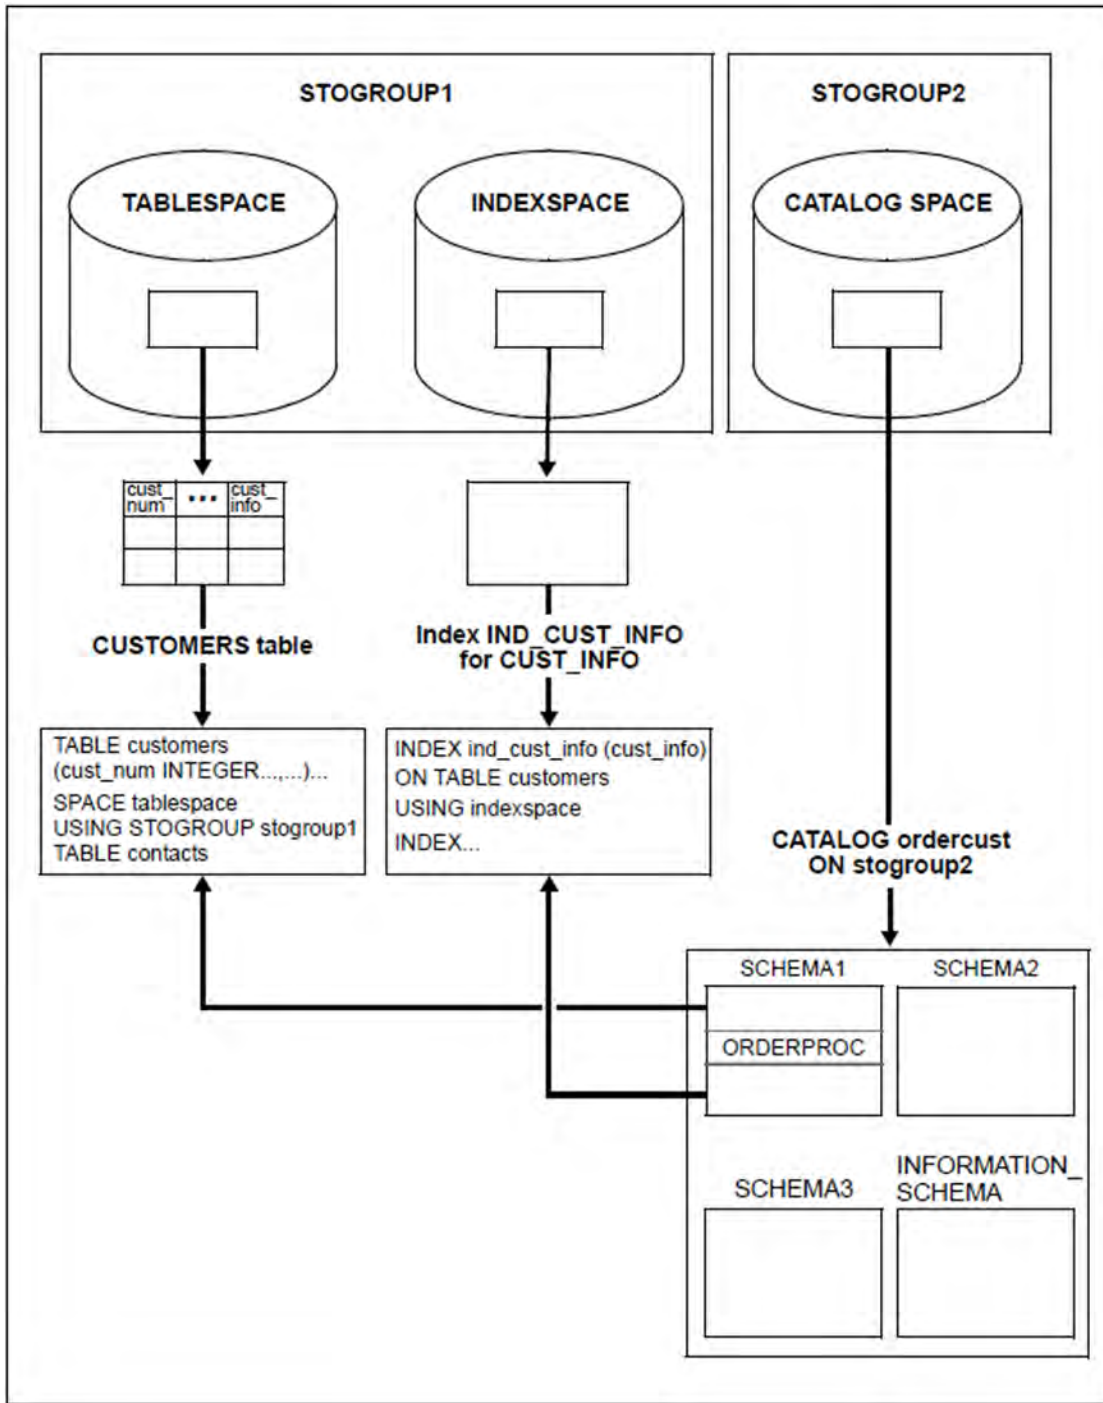 STOGROUP1
STOGROUP2
TABLESPACE
INDEXSPACE
CATALOG SPACE
cust_
num
...
cust_
info
CUSTOMERS table
Index IND_CUST_INFO
for CUST_INFO
TABLE customers
(cust_num INTEGER...,...)...
SPACE tablespace
USING STOGROUP stogroup1
TABLE contacts
INDEX ind_cust_info (cust_info)
ON TABLE customers
USING indexspace
INDEX...
CATALOG ordercust
ON stogroup2
SCHEMA1
SCHEMA2
ORDERPROC
SCHEMA3
INFORMATION_
SCHEMA